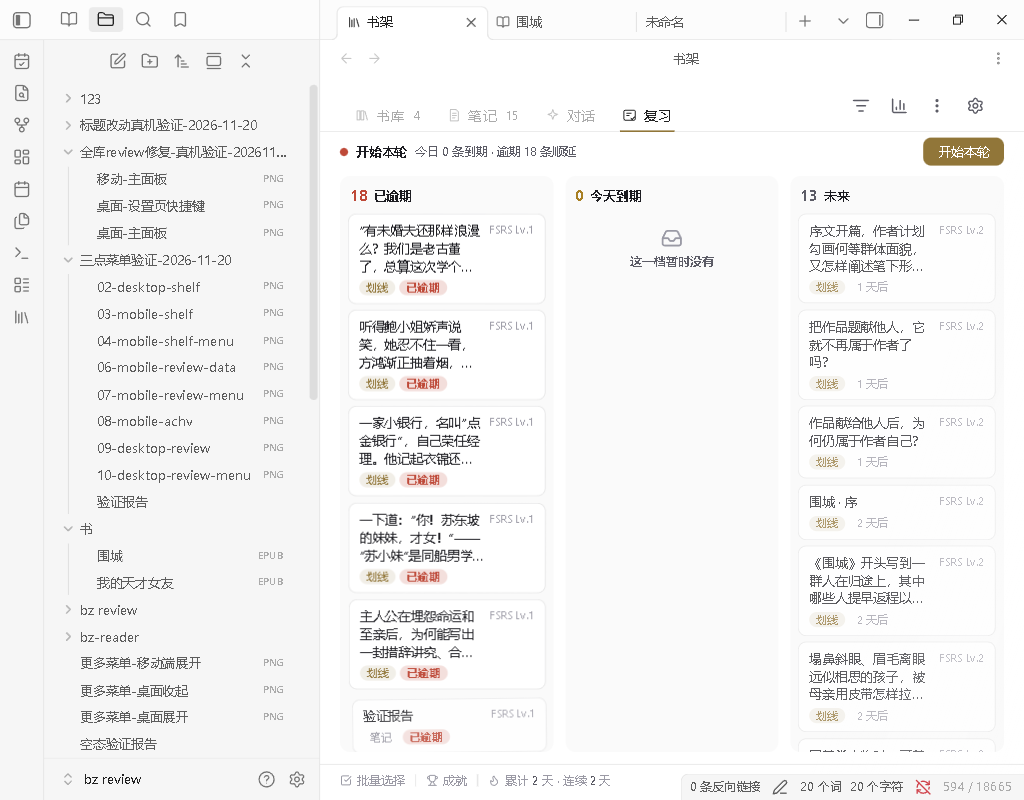 书架
围城
未命名
书架
123
标题改动真机验证-2026-11-20
全库review修复-真机验证-202611...
移动-主面板 PNG
桌面-设置页快捷键 PNG
桌面-主面板 PNG
三点菜单验证-2026-11-20
02-desktop-shelf PNG
03-mobile-shelf PNG
04-mobile-shelf-menu PNG
06-mobile-review-data PNG
07-mobile-review-menu PNG
08-mobile-achv PNG
09-desktop-review PNG
10-desktop-review-menu PNG
验证报告
书
围城 EPUB
我的天才女友 EPUB
bz review
bz-reader
更多菜单-移动端展开 PNG
更多菜单-桌面收起 PNG
更多菜单-桌面展开 PNG
空态验证报告
bz review
书库 4
笔记 15
对话
复习
开始本轮 今日 0 条到期 · 逾期 18 条顺延
开始本轮
18 已逾期
“有未婚夫还那样浪漫 FSRS Lv.1
么？我们是老古董
了，总算这次学个...
划线 已逾期
听得鲍小姐娇声说 FSRS Lv.1
笑，她忍不住一看，
方鸿渐正抽着烟，...
划线 已逾期
一家小银行，名叫“点 FSRS Lv.1
金银行”，自己荣任经
理。他记起衣锦还...
划线 已逾期
一下道：“你！苏东坡 FSRS Lv.1
的妹妹，才女！”——
“苏小妹”是同船男学...
划线 已逾期
主人公在埋怨命运和 FSRS Lv.1
至亲后，为何能写出
一封措辞讲究、合...
划线 已逾期
验证报告 FSRS Lv.1
笔记 已逾期
0 今天到期
这一档暂时没有
13 未来
序文开篇，作者计划 FSRS Lv.2
勾画何等群体面貌，
又怎样阐述笔下形...
划线 1 天后
把作品题献他人，它 FSRS Lv.2
就不再属于作者了
吗？
划线 1 天后
作品献给他人后，为 FSRS Lv.2
何仍属于作者自己？
划线 1 天后
围城 · 序 FSRS Lv.2
划线 2 天后
《围城》开头写到一 FSRS Lv.2
群人在归途上，其中
哪些人提早返程以...
划线 2 天后
塌鼻斜眼、眉毛离眼 FSRS Lv.2
远似相思的孩子，被
母亲用皮带怎样拉...
划线 2 天后
批量选择 成就 累计 2 天 · 连续 2 天
0 条反向链接 20 个词 20 个字符 594 / 18665